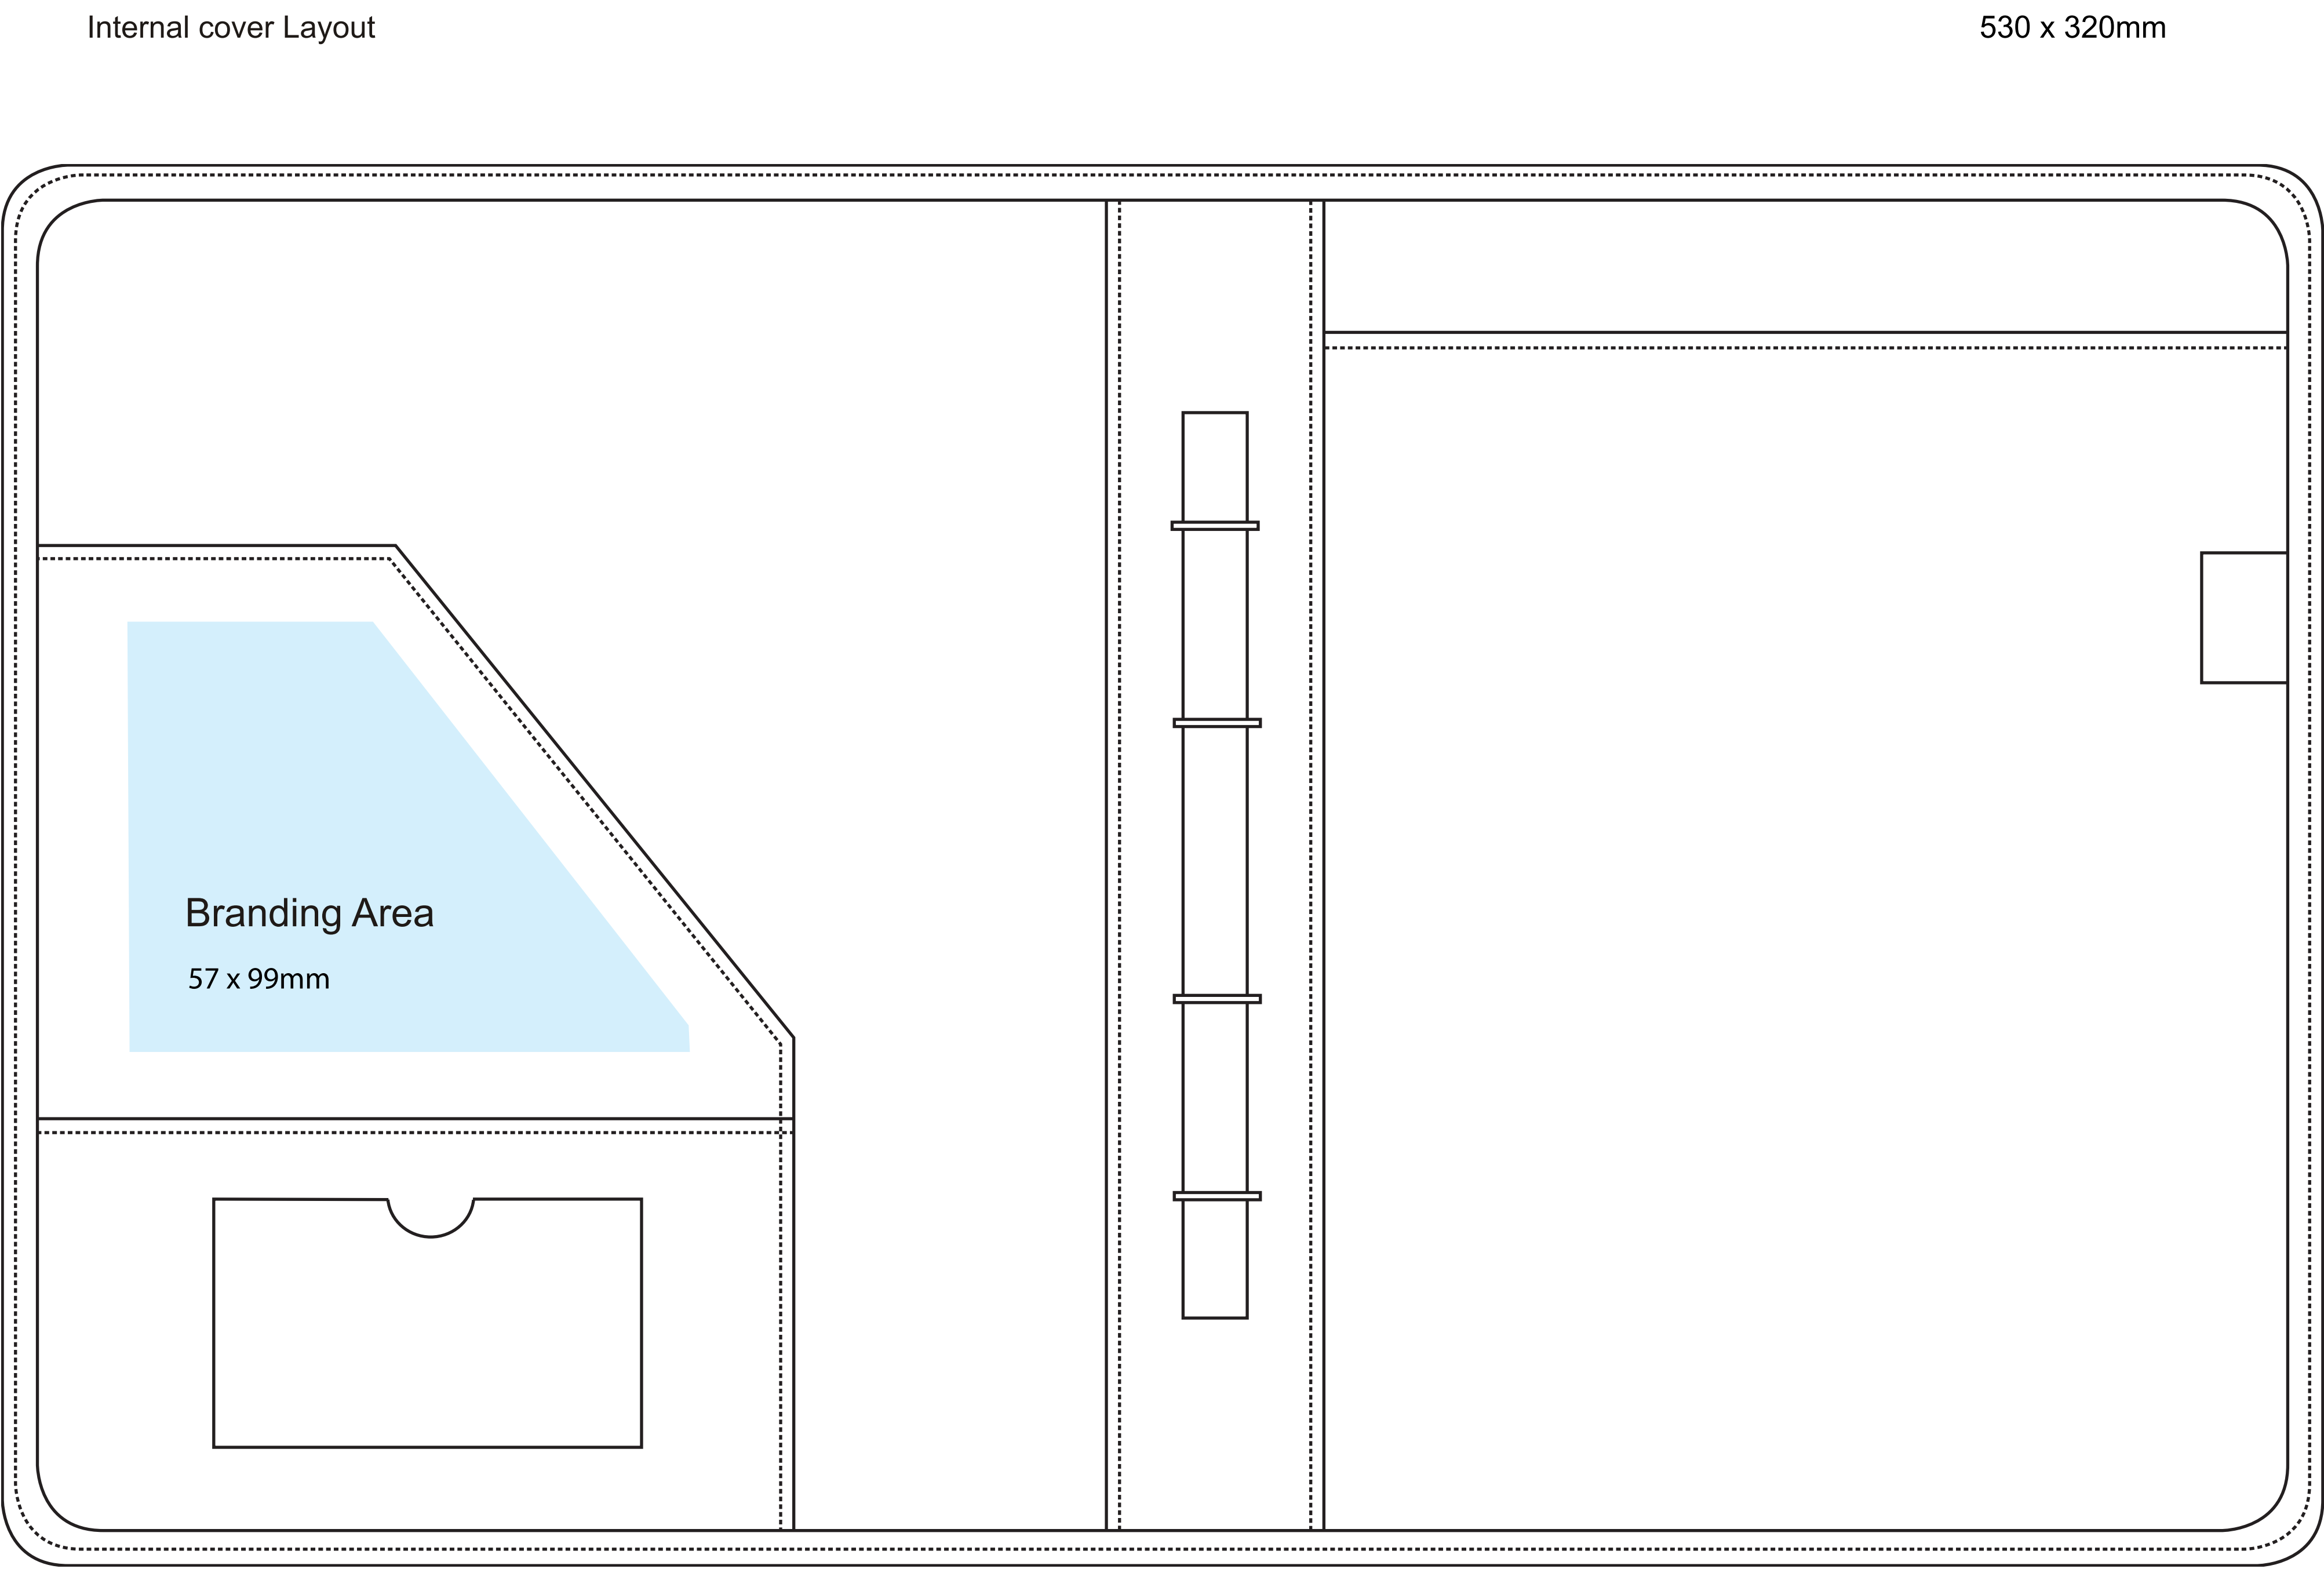 Internal cover Layout
530 x 320mm
Branding Area
57 x 99mm